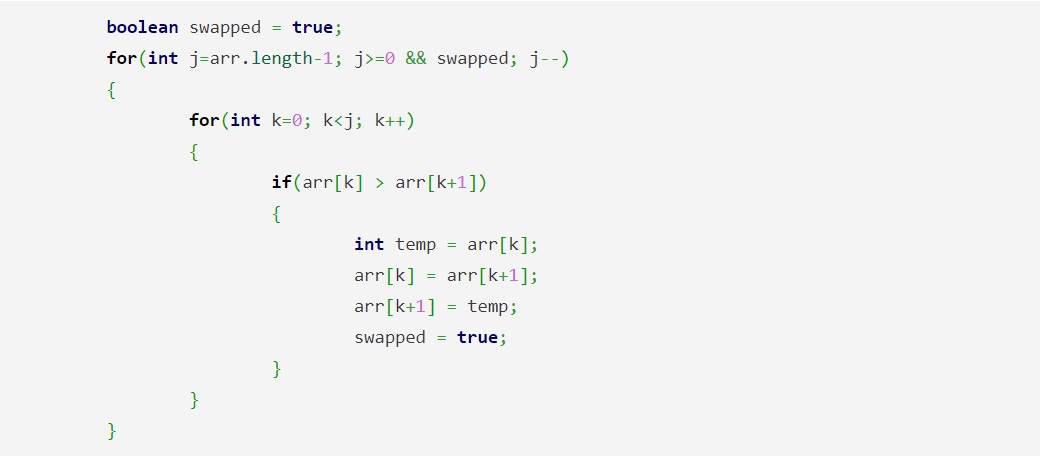 boolean swapped = true;
for(int j=arr.length-1; j>=0 && swapped; j--)
{
for(int k=0; k<j; k++)
{
if(arr[k] > arr[k+1])
{
int temp = arr[k];
arr[k] = arr[k+1];
arr[k+1] = temp;
swapped = true;
}
}
}